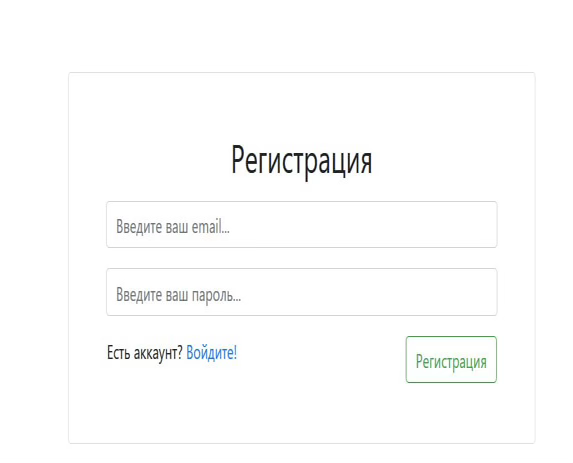 Регистрация
Введите ваш email...
Введите ваш пароль...
Есть аккаунт? Войдите!
Регистрация